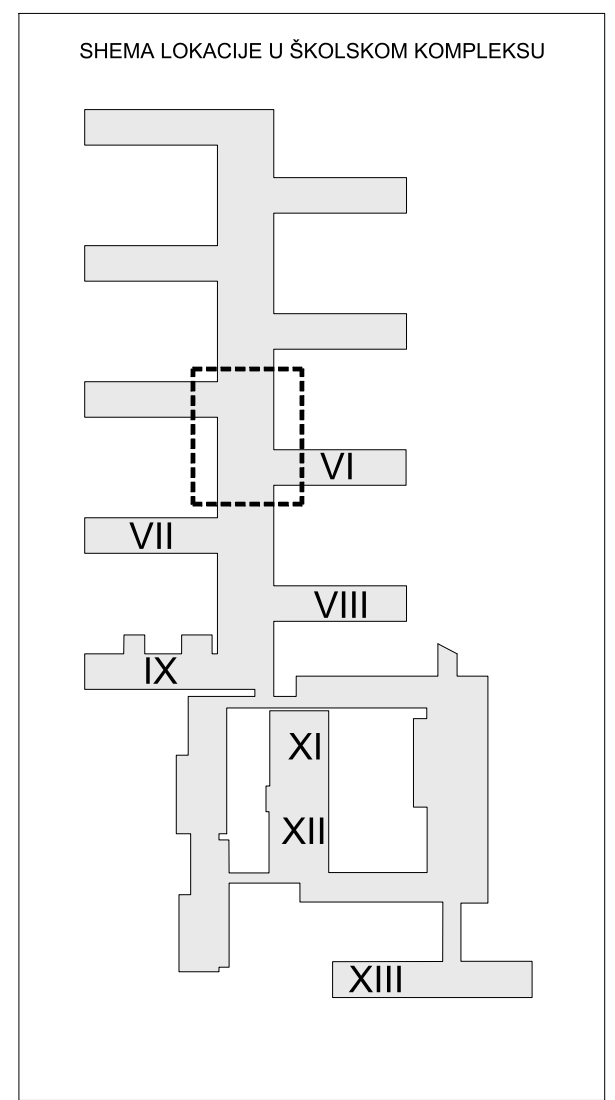 SHEMA LOKACIJE U ŠKOLSKOM KOMPLEKSU
VI
VII
VIII
IX
XI
XII
XIII